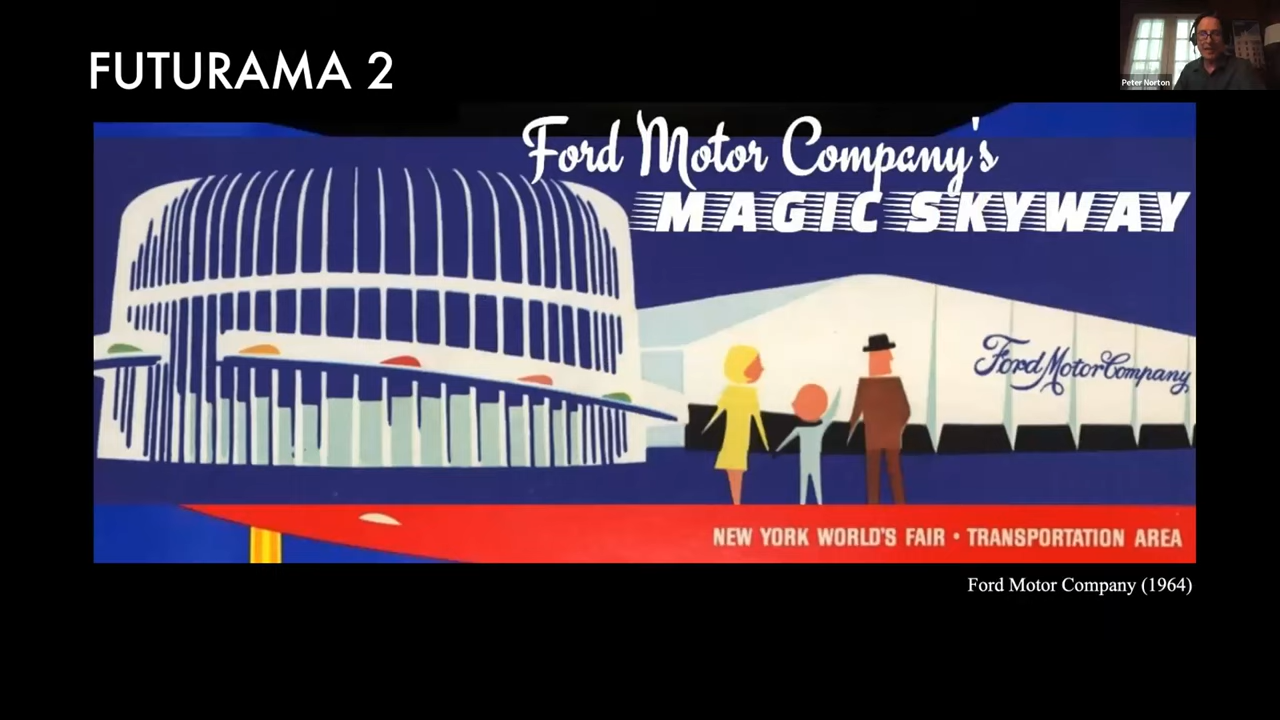 FUTURAMA 2
Peter Norton
Ford Motor Company's
MAGIC SKYWAY
Ford Motor Company
NEW YORK WORLD'S FAIR • TRANSPORTATION AREA
Ford Motor Company (1964)